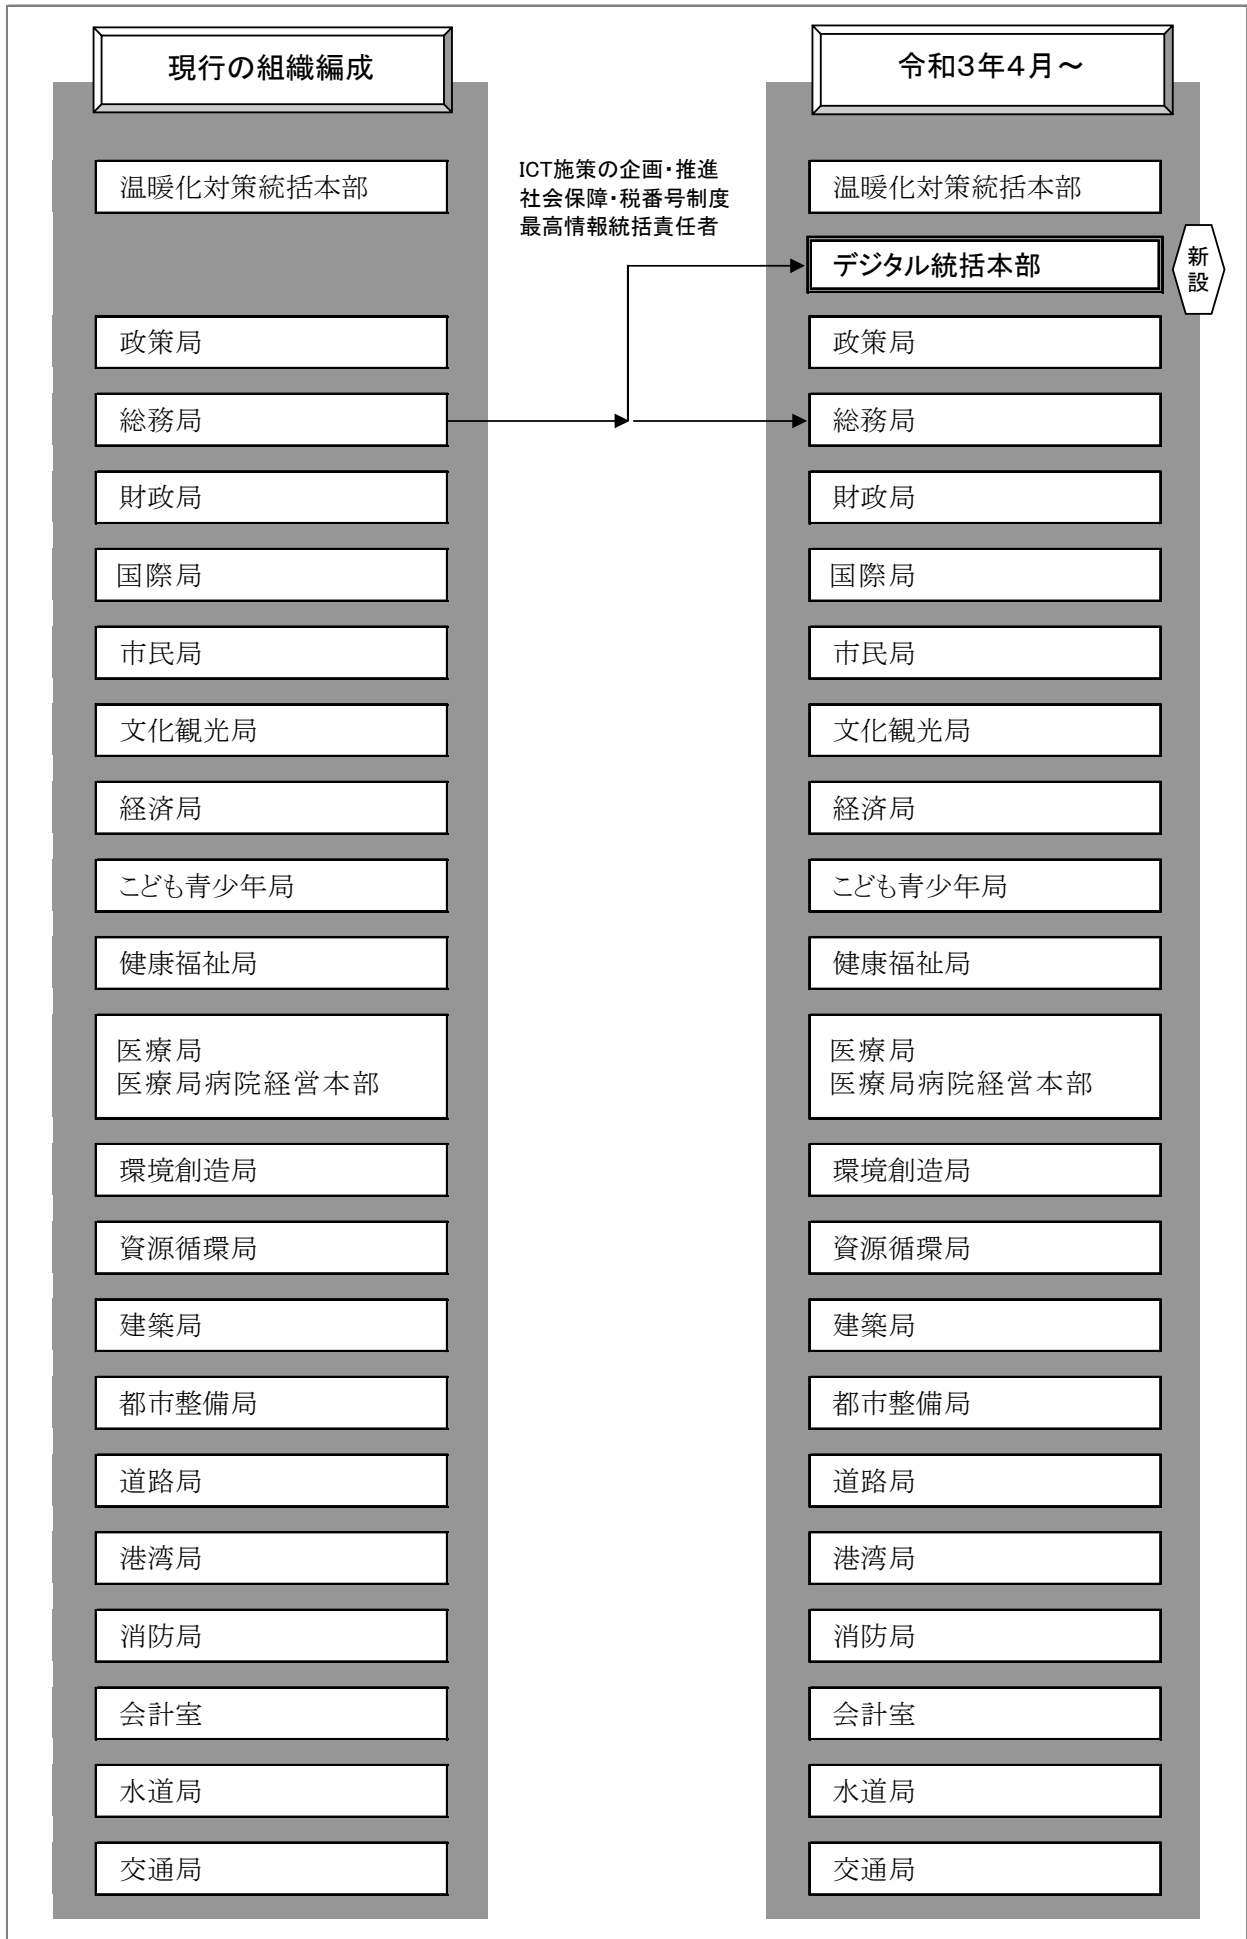 現行の組織編成
温暖化対策統括本部
政策局
総務局
財政局
国際局
市民局
文化観光局
経済局
こども青少年局
健康福祉局
医療局
医療局病院経営本部
環境創造局
資源循環局
建築局
都市整備局
道路局
港湾局
消防局
会計室
水道局
交通局
ICT施策の企画・推進
社会保障・税番号制度
最高情報統括責任者
令和3年4月～
温暖化対策統括本部
デジタル統括本部
新設
政策局
総務局
財政局
国際局
市民局
文化観光局
経済局
こども青少年局
健康福祉局
医療局
医療局病院経営本部
環境創造局
資源循環局
建築局
都市整備局
道路局
港湾局
消防局
会計室
水道局
交通局